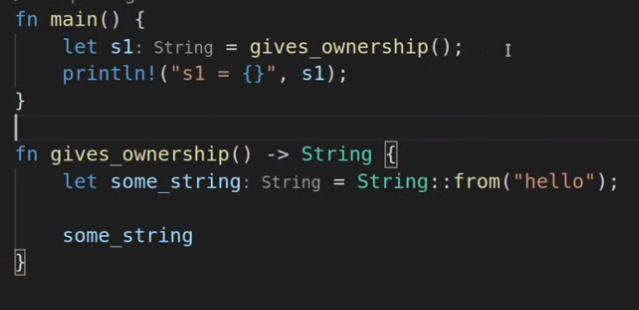 fn main() {
    let s1: String = gives_ownership();
    println!("s1 = {}", s1);
}

fn gives_ownership() -> String {
    let some_string: String = String::from("hello");

    some_string
}